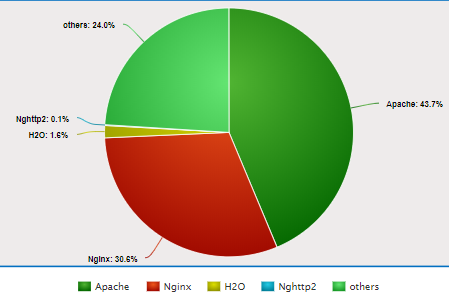 others: 24.0%
Apache: 43.7%
Nghttp2: 0.1%
H2O: 1.6%
Nginx: 30.6%
Apache Nginx H2O Nghttp2 others